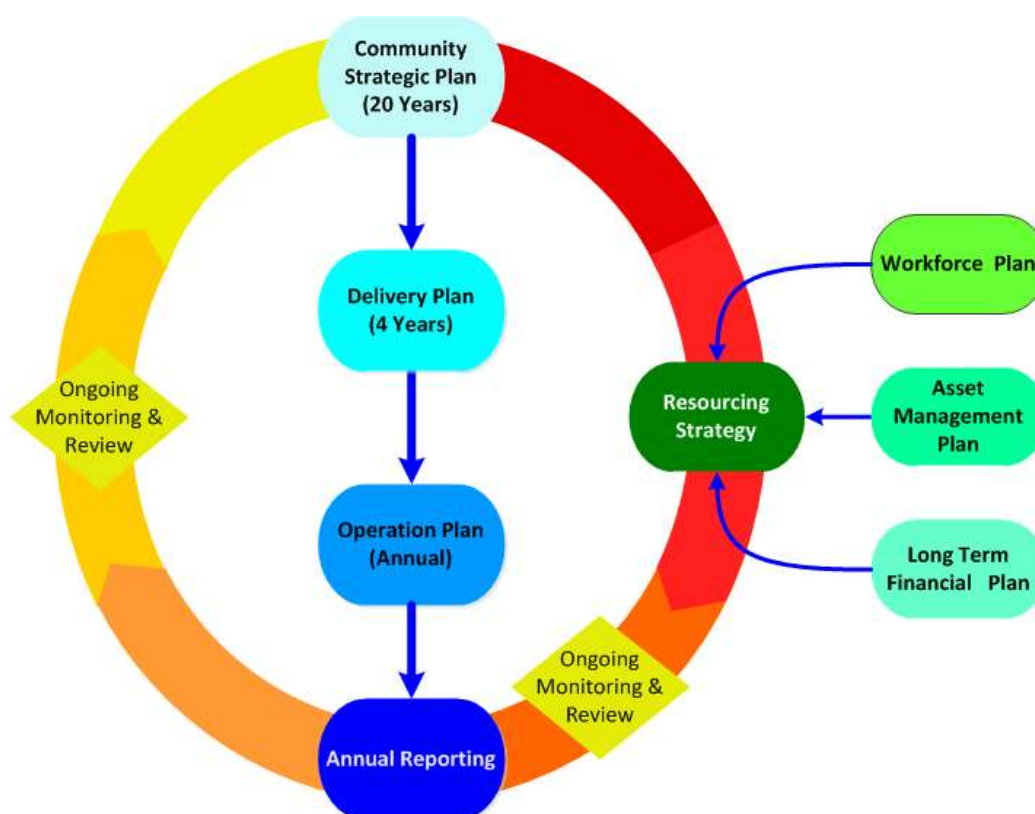 Community
Strategic Plan
(20 Years)
Delivery Plan
(4 Years)
Operation Plan
(Annual)
Annual Reporting
Ongoing
Monitoring &
Review
Ongoing
Monitoring &
Review
Resourcing
Strategy
Workforce Plan
Asset
Management
Plan
Long Term
Financial Plan